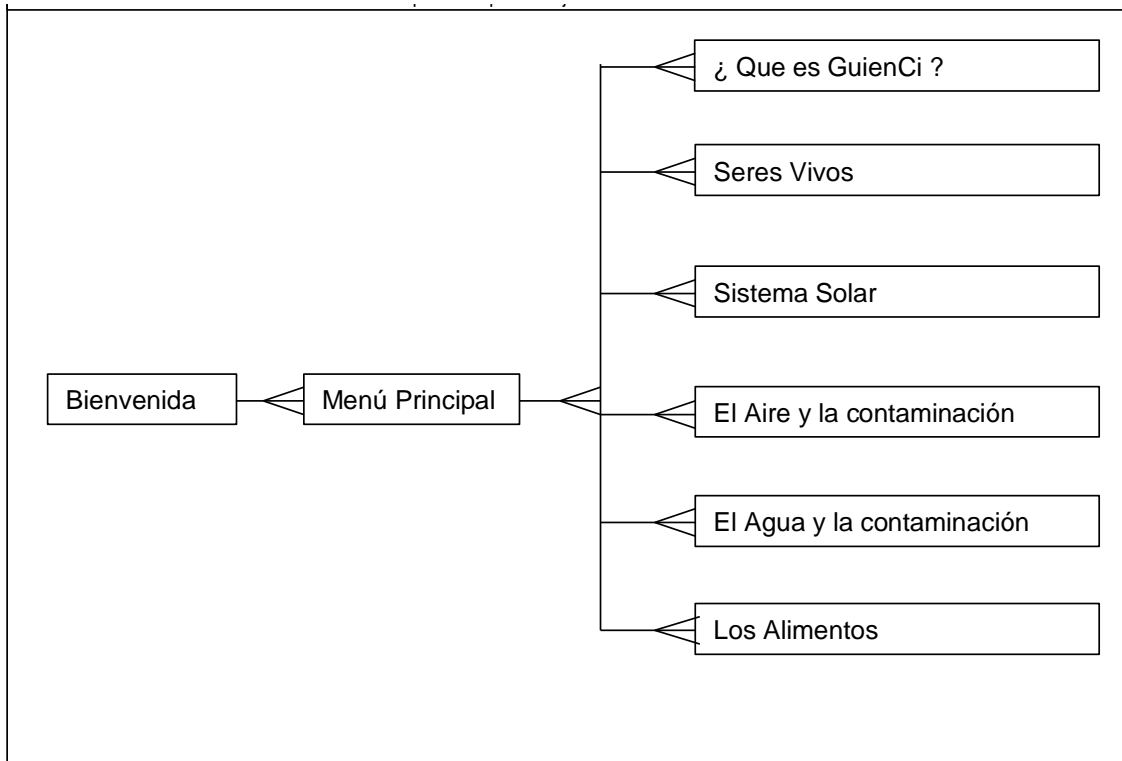 ¿ Que es GuienCi ?
Seres Vivos
Sistema Solar
Bienvenida
Menú Principal
El Aire y la contaminación
El Agua y la contaminación
Los Alimentos